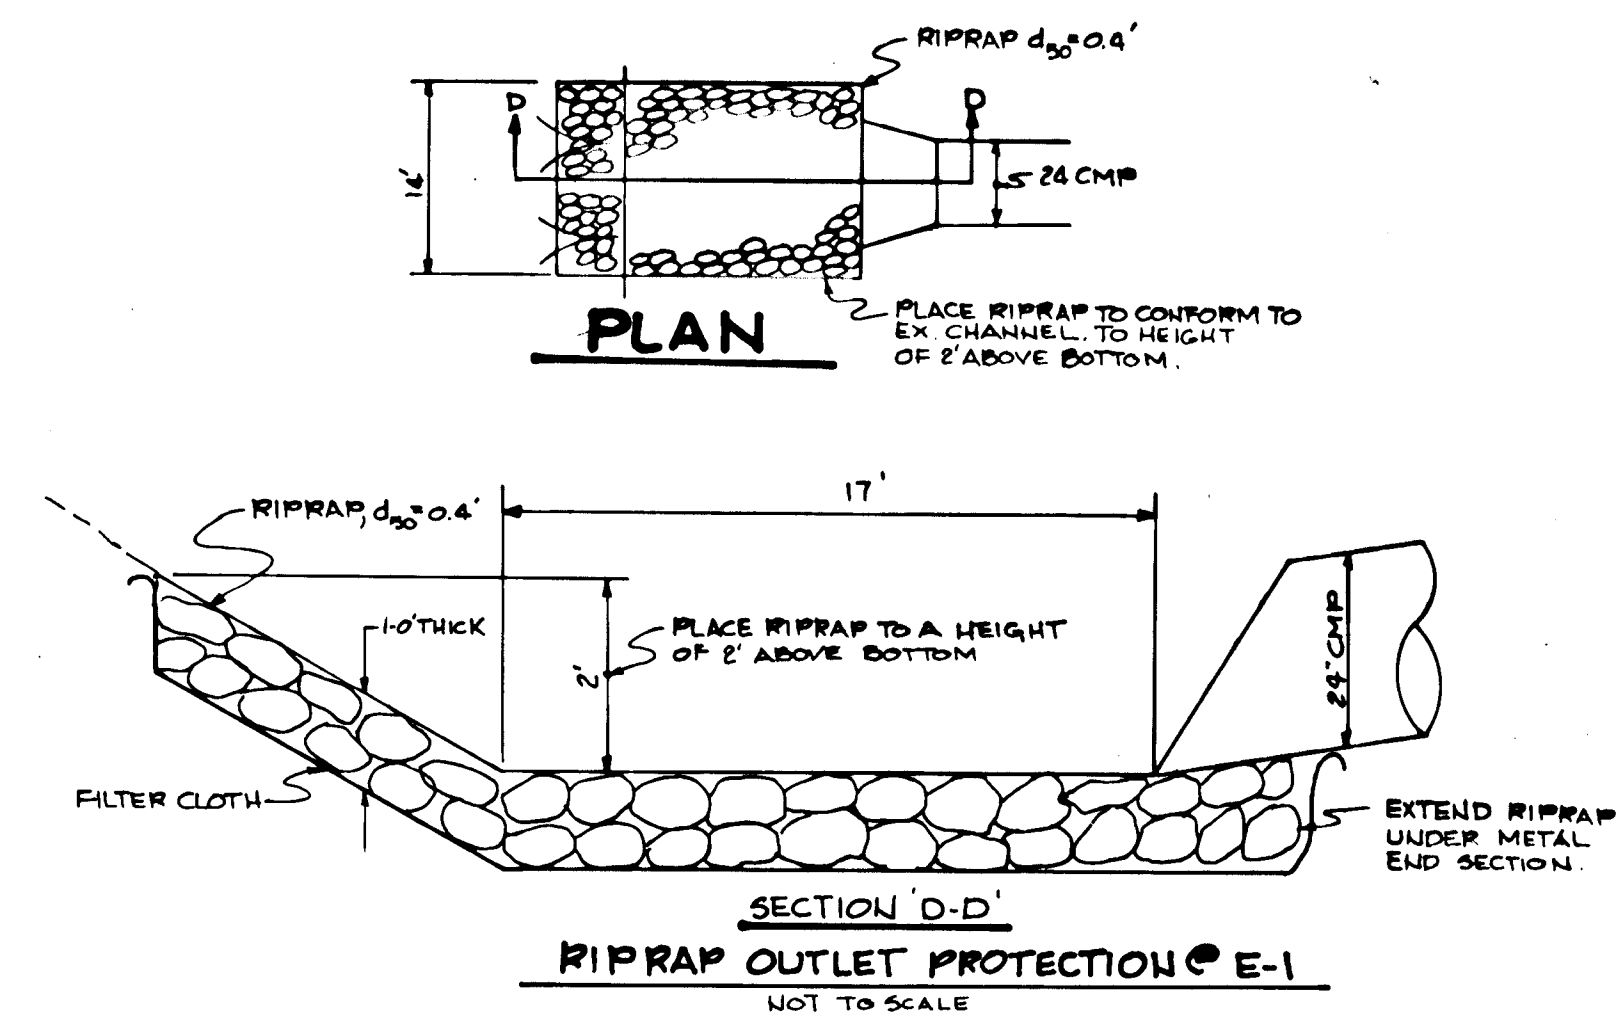 RIPRAP d50=0.4'
D
D
14'
24 CMP
PLAN
PLACE RIPRAP TO CONFORM TO
EX. CHANNEL. TO HEIGHT
OF 2' ABOVE BOTTOM.
17'
RIPRAP, d50=0.4'
1-0" THICK
PLACE RIPRAP TO A HEIGHT
OF 2' ABOVE BOTTOM
2'
24" CMP
FILTER CLOTH
EXTEND RIPRAP
UNDER METAL
END SECTION.
SECTION 'D-D'
RIPRAP OUTLET PROTECTION @ E-1
NOT TO SCALE